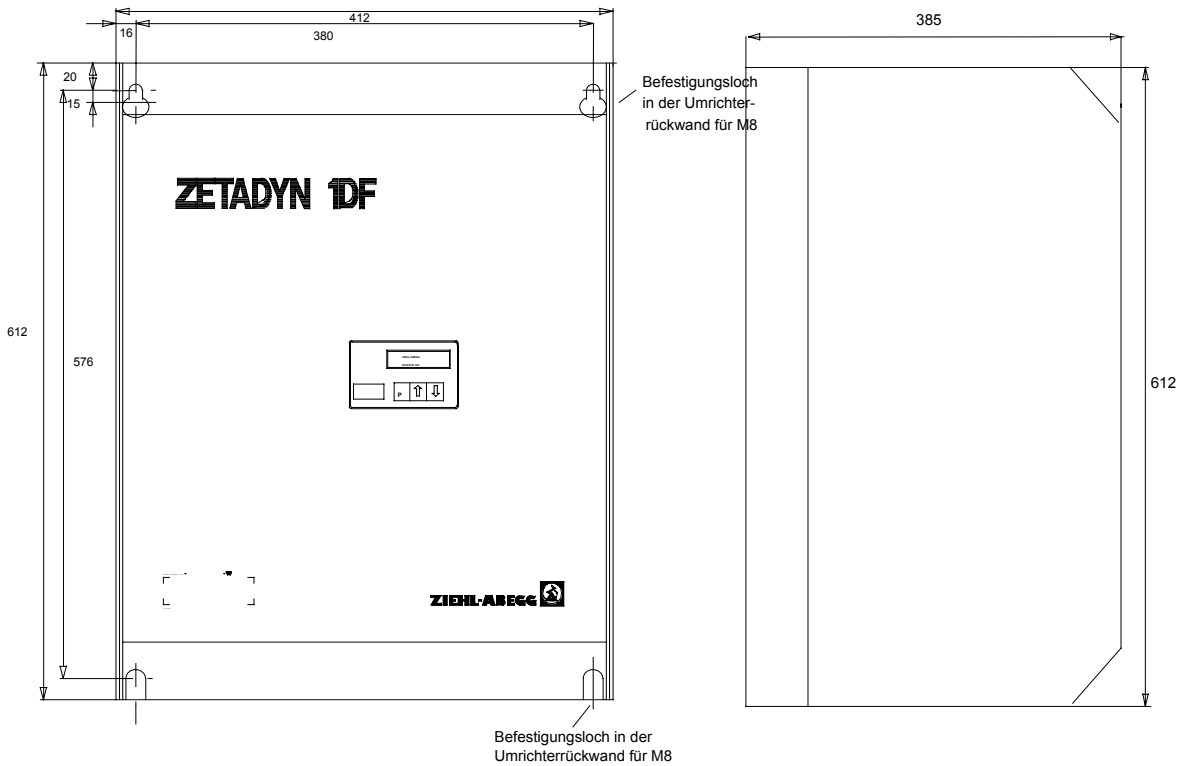 412
385
16
380
20
15
Befestigungsloch
in der Umrichter-
rückwand für M8
ZETADYN 1DF
612
576
612
P
ZIEHL-ABEGG
Befestigungsloch in der
Umrichterrückwand für M8